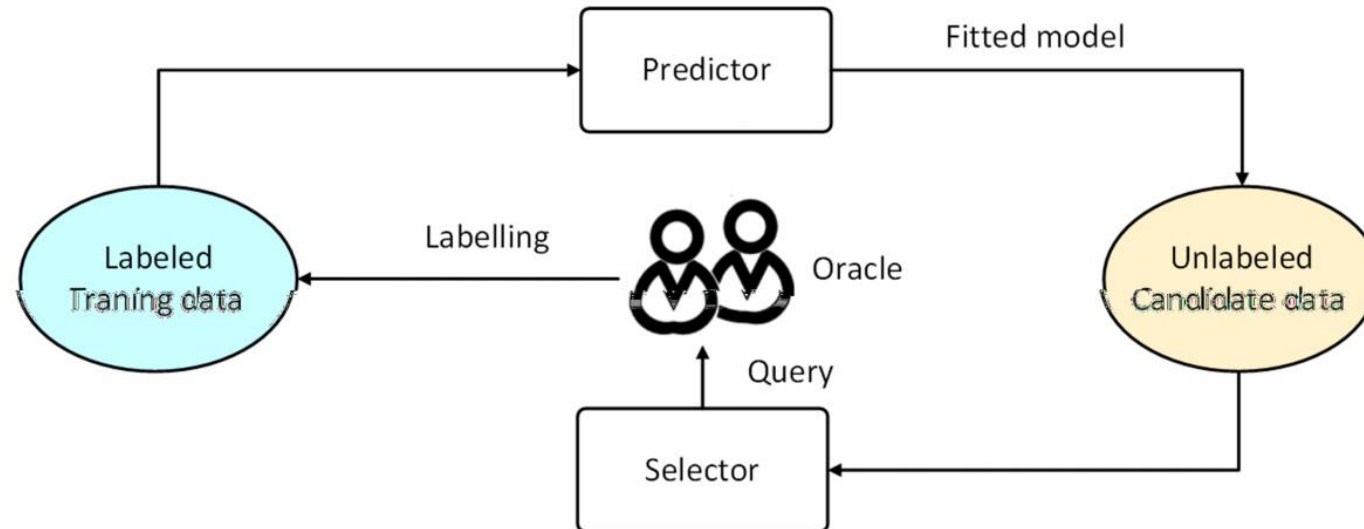 Predictor
Fitted model
Labeled
Traning data
Labelling
Oracle
Unlabeled
Candidate data
Query
Selector